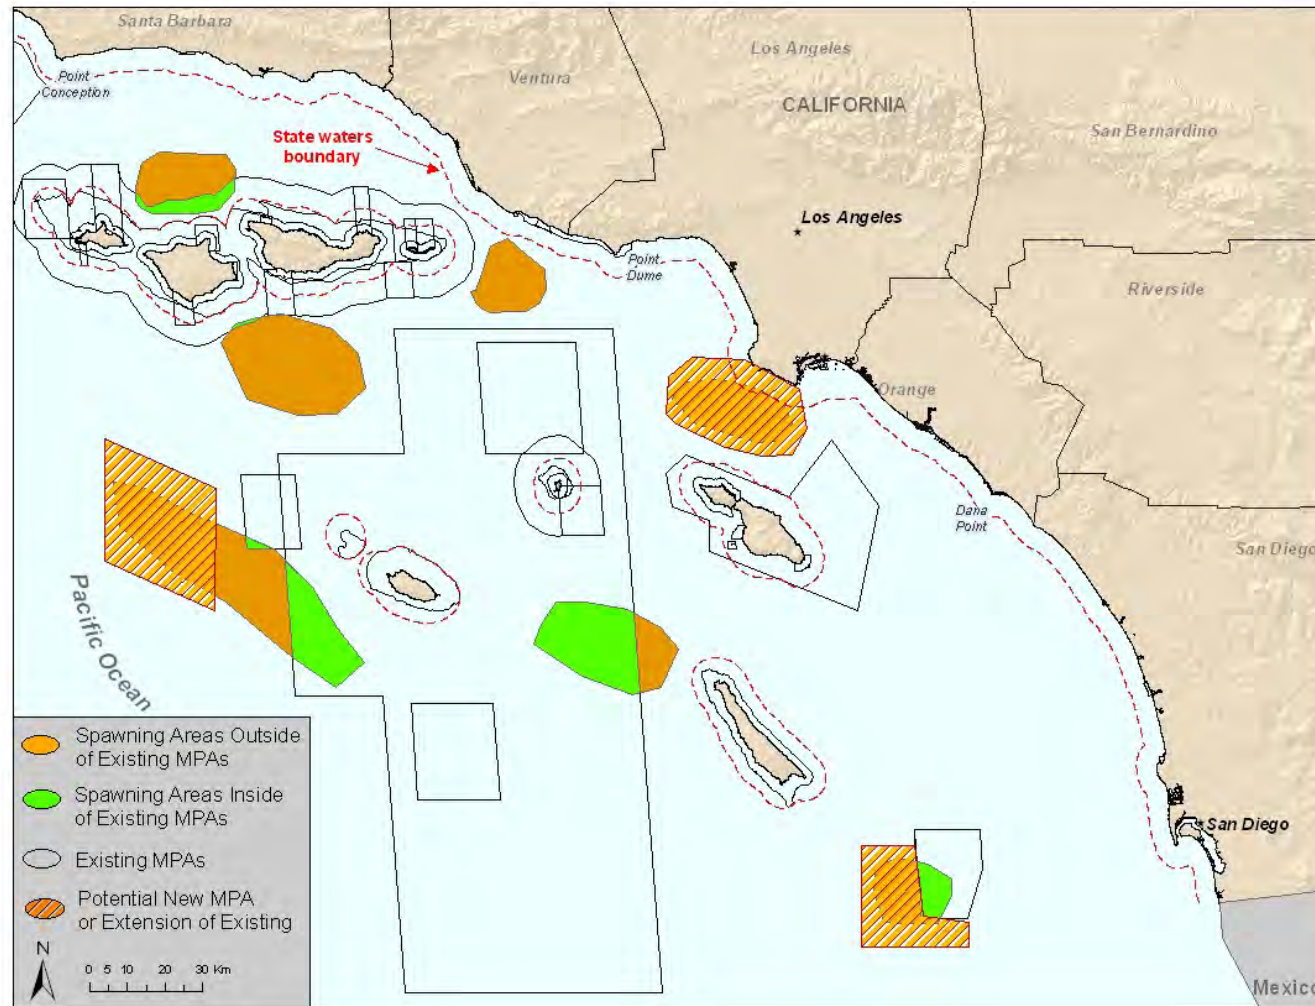 Santa Barbara
Los Angeles
Point
Conception
Ventura
CALIFORNIA
San Bernardino
State waters
boundary
Los Angeles
Point
Dume
Riverside
Orange
Dana
Point
San Diego
Pacific Ocean
Spawning Areas Outside
of Existing MPAs
Spawning Areas Inside
of Existing MPAs
Existing MPAs
Potential New MPA
or Extension of Existing
San Diego
N
0 5 10 20 30 Km
Mexico